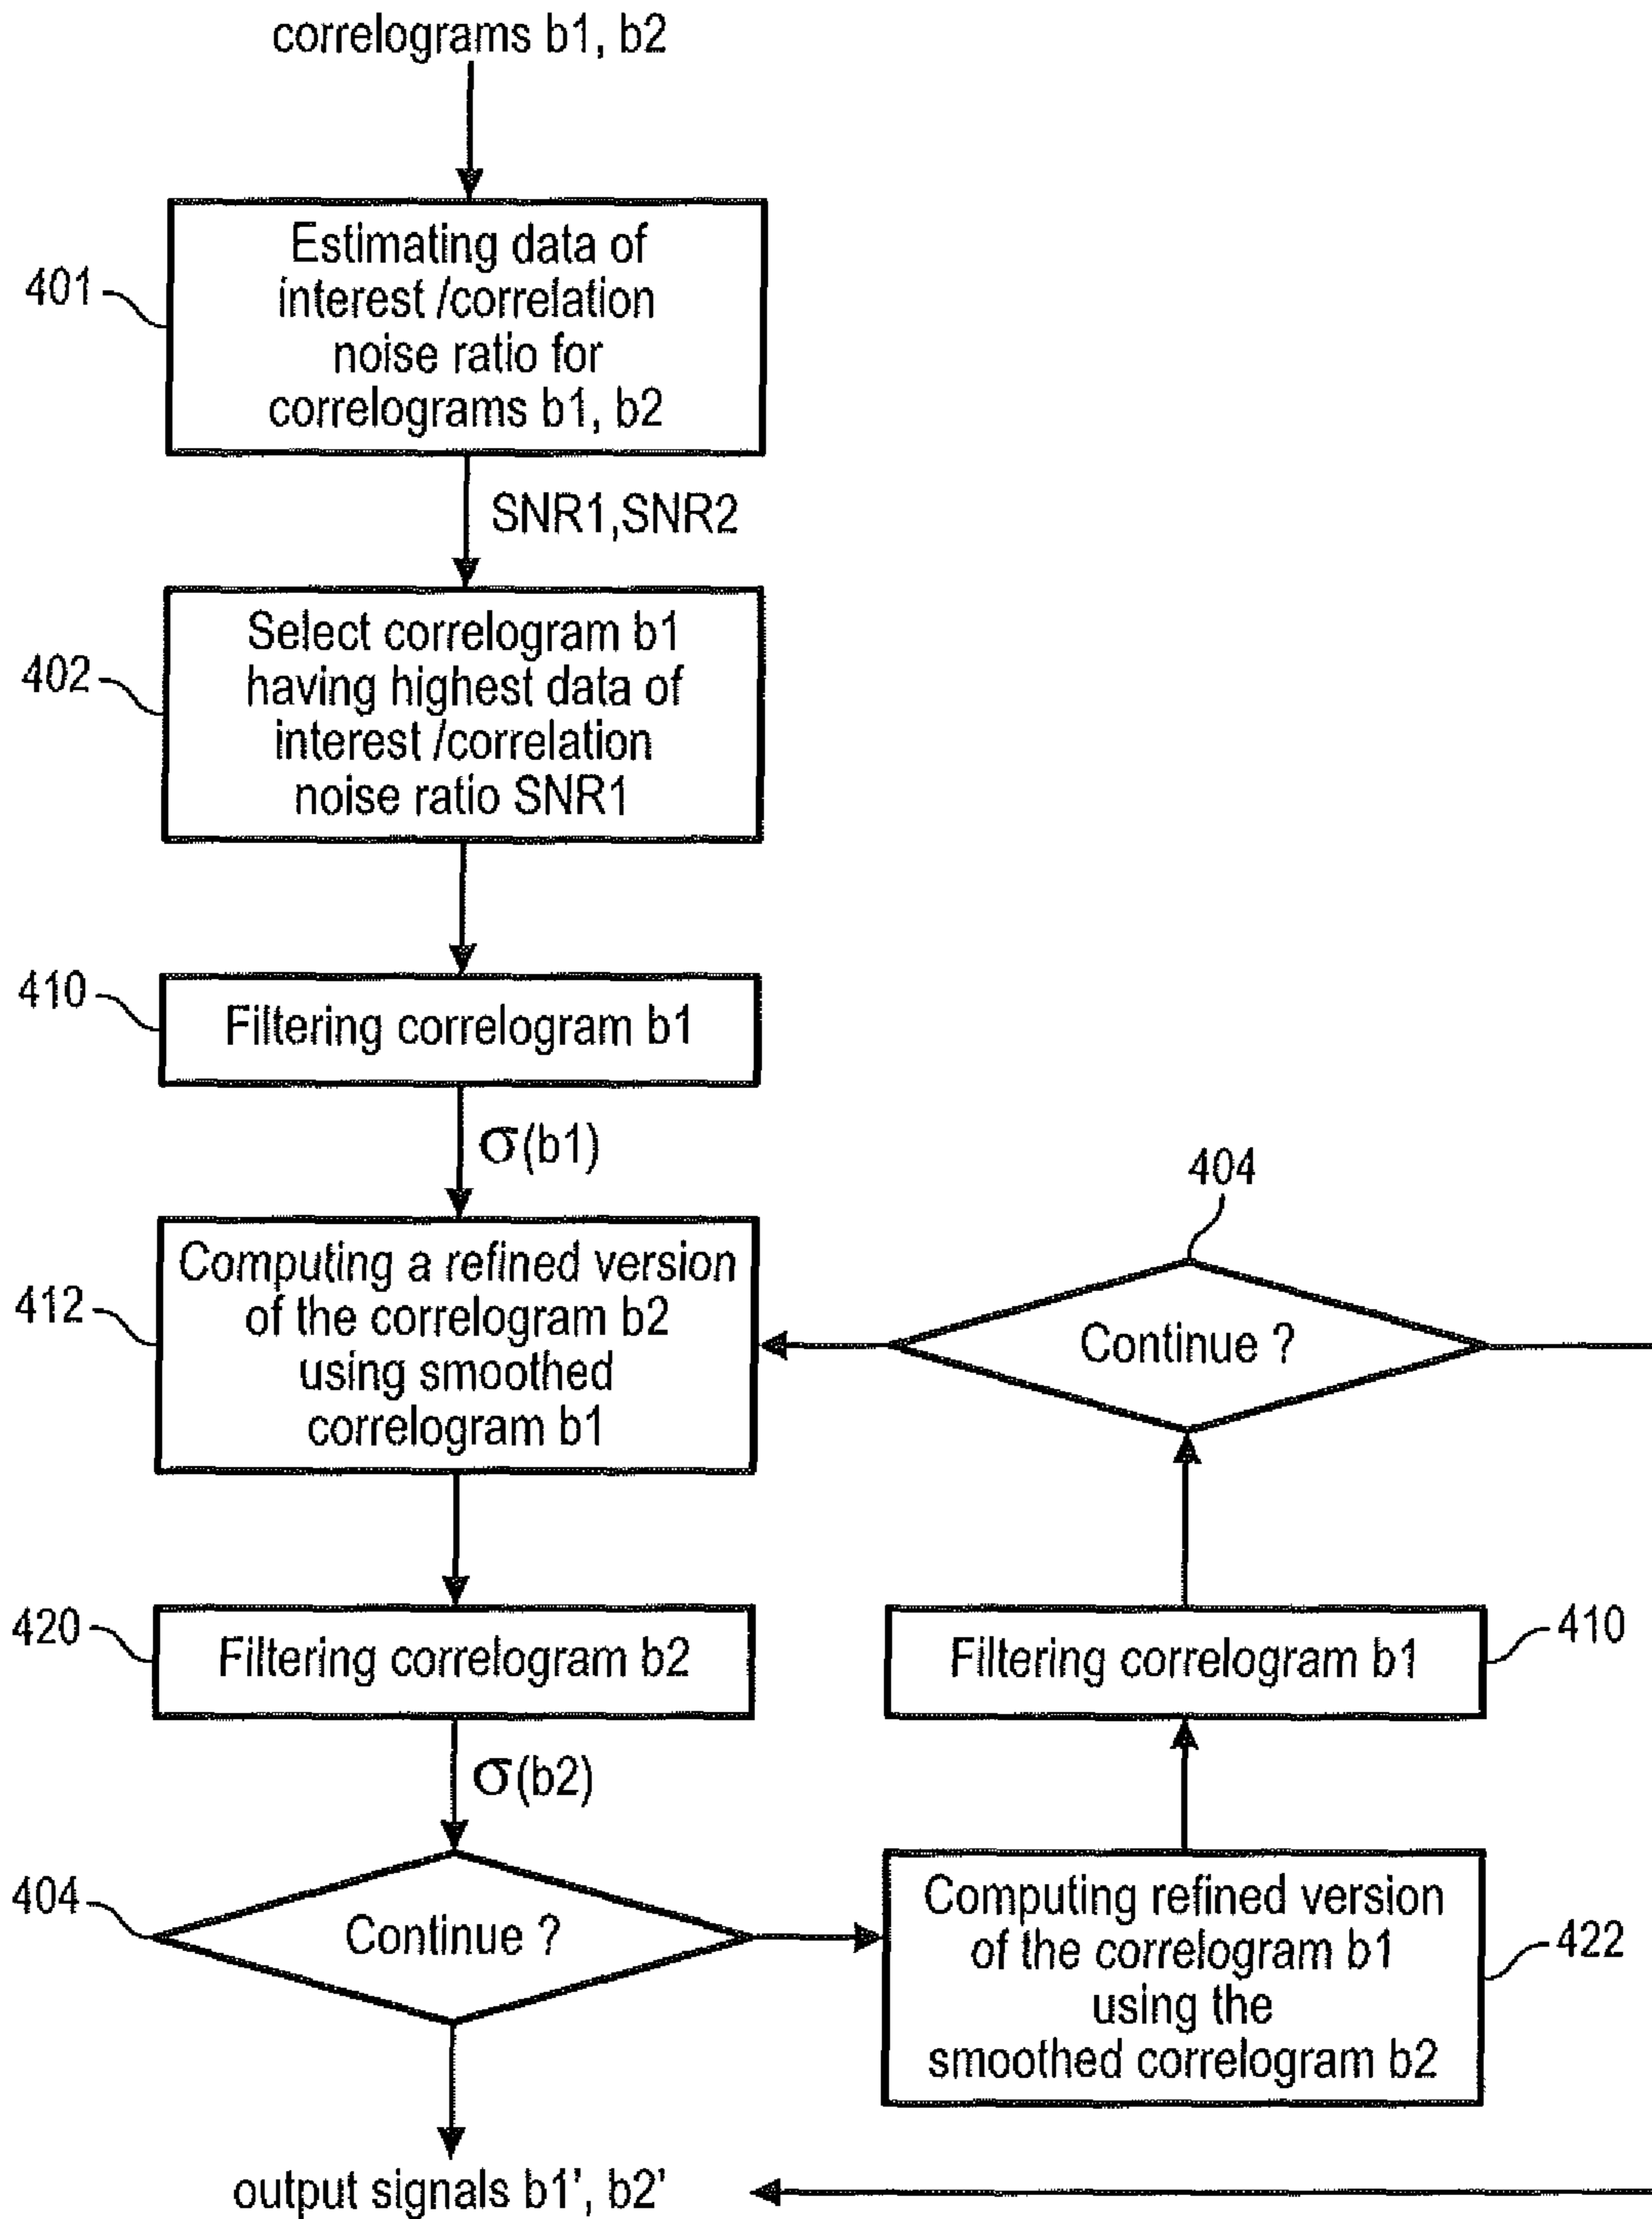 correlograms b1, b2
401
Estimating data of
interest /correlation
noise ratio for
correlograms b1, b2
SNR1,SNR2
402
Select correlogram b1
having highest data of
interest /correlation
noise ratio SNR1
410
Filtering correlogram b1
σ(b1)
412
Computing a refined version
of the correlogram b2
using smoothed
correlogram b1
404
Continue ?
420
Filtering correlogram b2
Filtering correlogram b1
410
σ(b2)
404
Continue ?
Computing refined version
of the correlogram b1
using the
smoothed correlogram b2
422
output signals b1', b2'